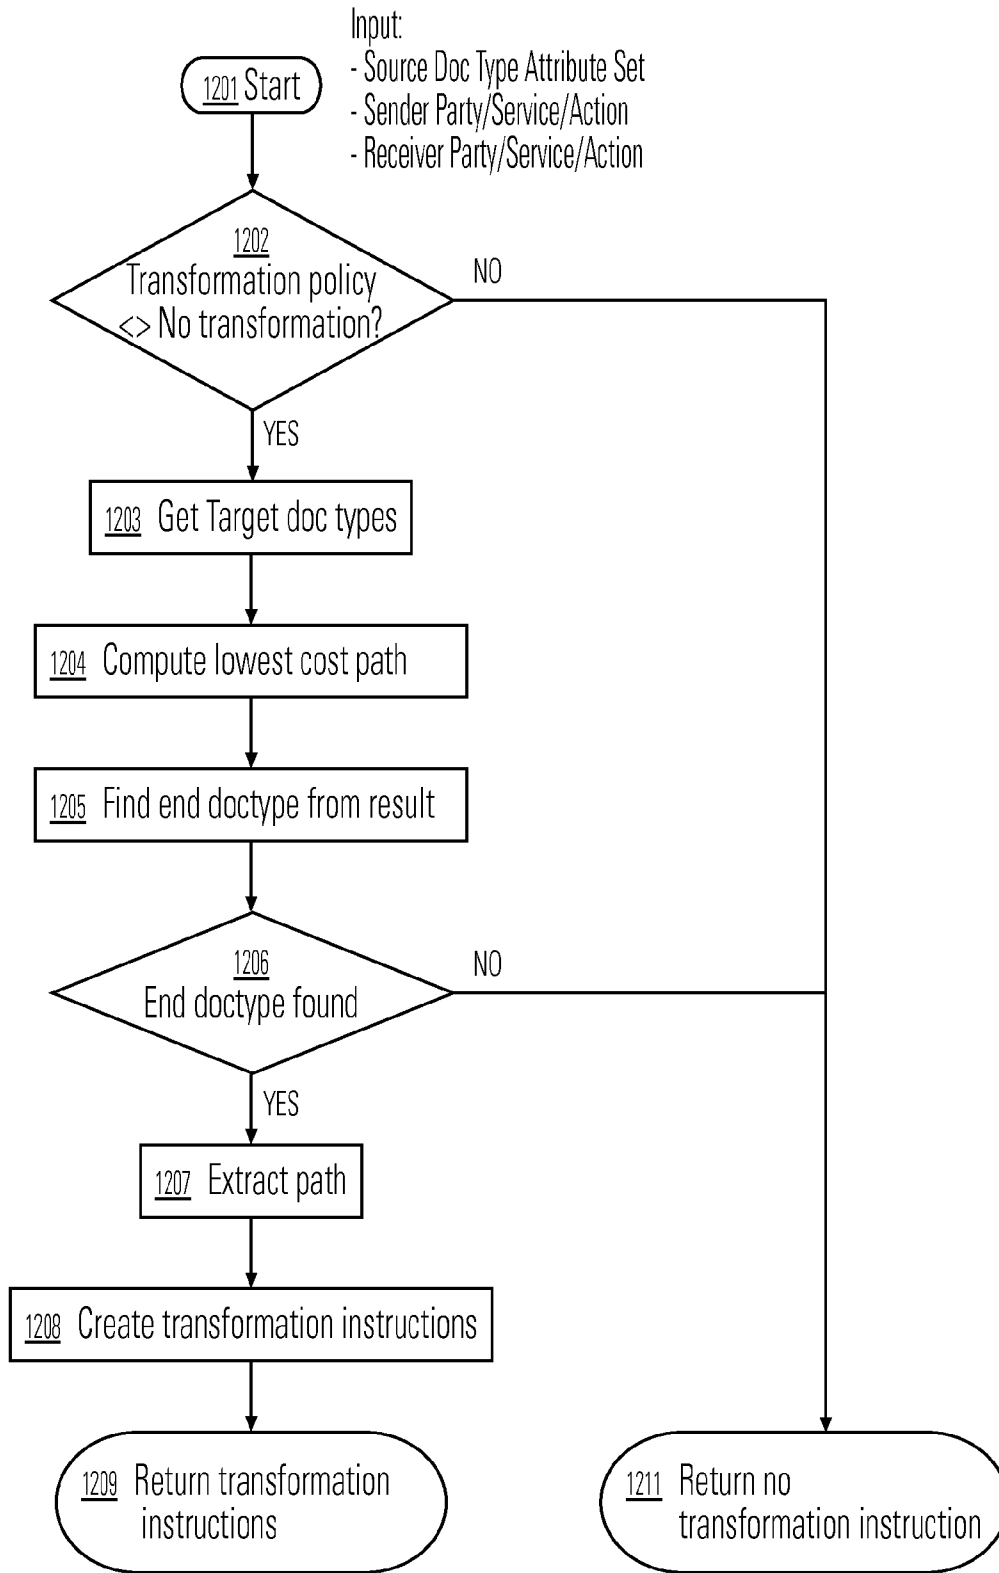 Input:
- Source Doc Type Attribute Set
- Sender Party/Service/Action
- Receiver Party/Service/Action
1201 Start
1202
Transformation policy
<> No transformation?
NO
YES
1203 Get Target doc types
1204 Compute lowest cost path
1205 Find end doctype from result
1206
End doctype found
NO
YES
1207 Extract path
1208 Create transformation instructions
1209 Return transformation
instructions
1211 Return no
transformation instruction